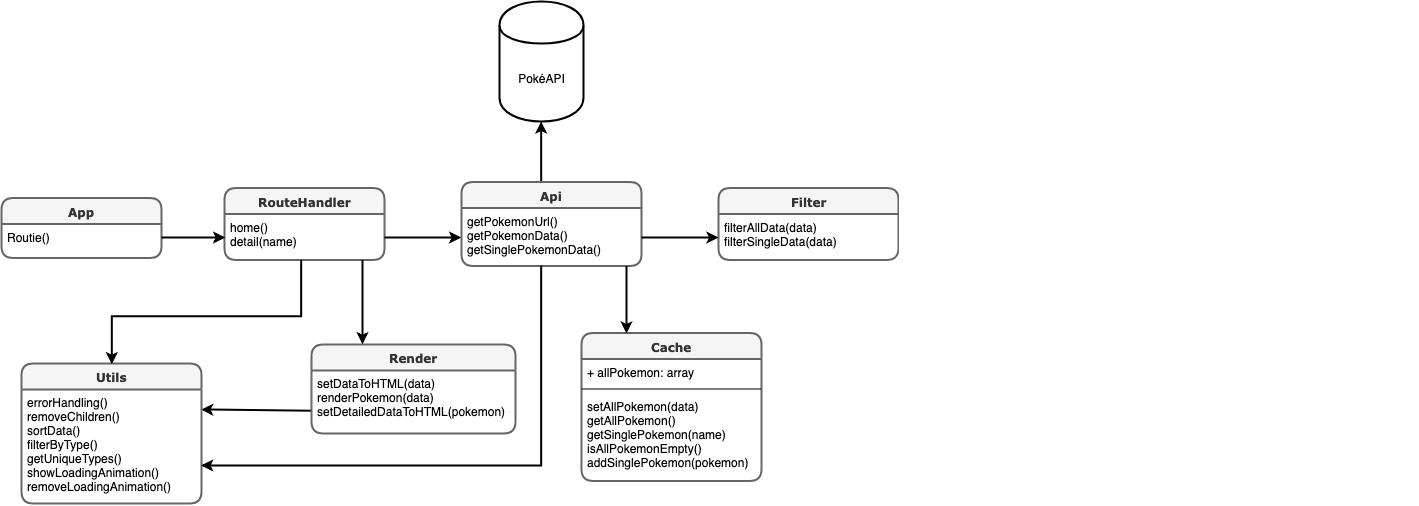 PokéAPI
App
Routie()
RouteHandler
home()
detail(name)
Api
getPokemonUrl()
getPokemonData()
getSinglePokemonData()
Filter
filterAllData(data)
filterSingleData(data)
Utils
errorHandling()
removeChildren()
sortData()
filterByType()
getUniqueTypes()
showLoadingAnimation()
removeLoadingAnimation()
Render
setDataToHTML(data)
renderPokemon(data)
setDetailedDataToHTML(pokemon)
Cache
+ allPokemon: array
setAllPokemon(data)
getAllPokemon()
getSinglePokemon(name)
isAllPokemonEmpty()
addSinglePokemon(pokemon)